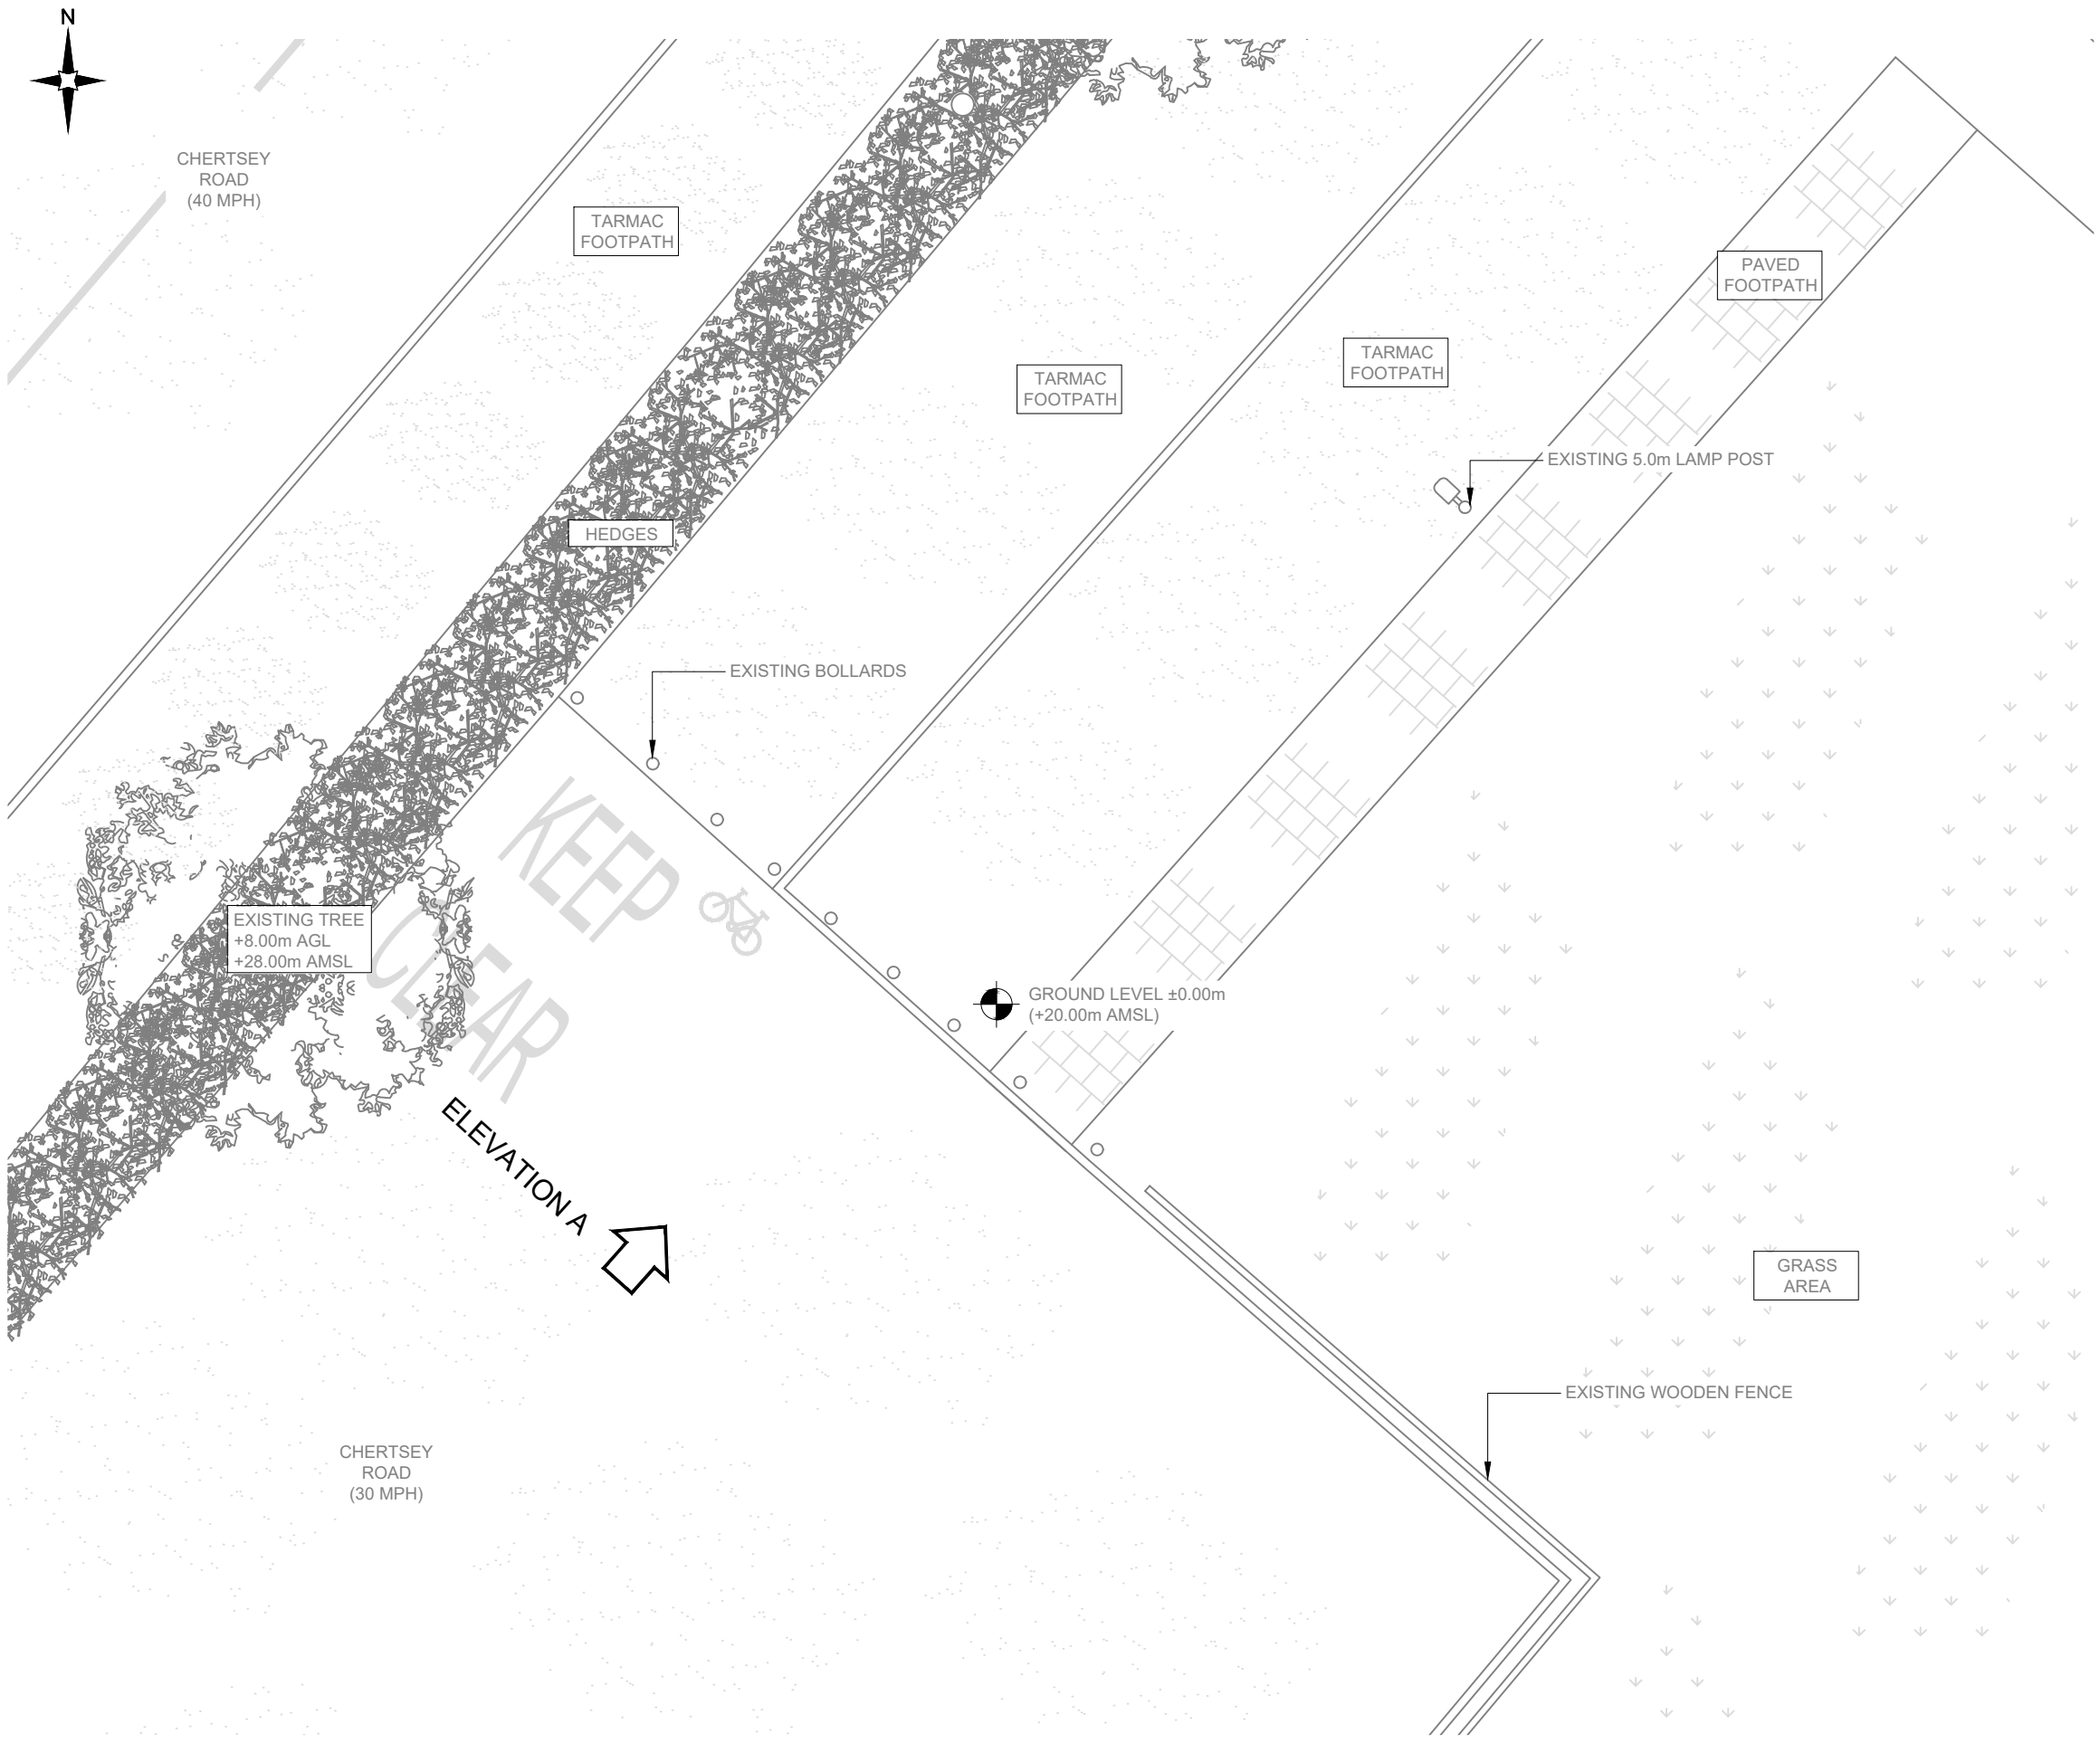 N
CHERTSEY
ROAD
(40 MPH)
TARMAC
FOOTPATH
PAVED
FOOTPATH
TARMAC
FOOTPATH
TARMAC
FOOTPATH
EXISTING 5.0m LAMP POST
HEDGES
EXISTING BOLLARDS
KEEP
CLEAR
EXISTING TREE
+8.00m AGL
+28.00m AMSL
GROUND LEVEL ±0.00m
(+20.00m AMSL)
ELEVATION A
GRASS
AREA
EXISTING WOODEN FENCE
CHERTSEY
ROAD
(30 MPH)